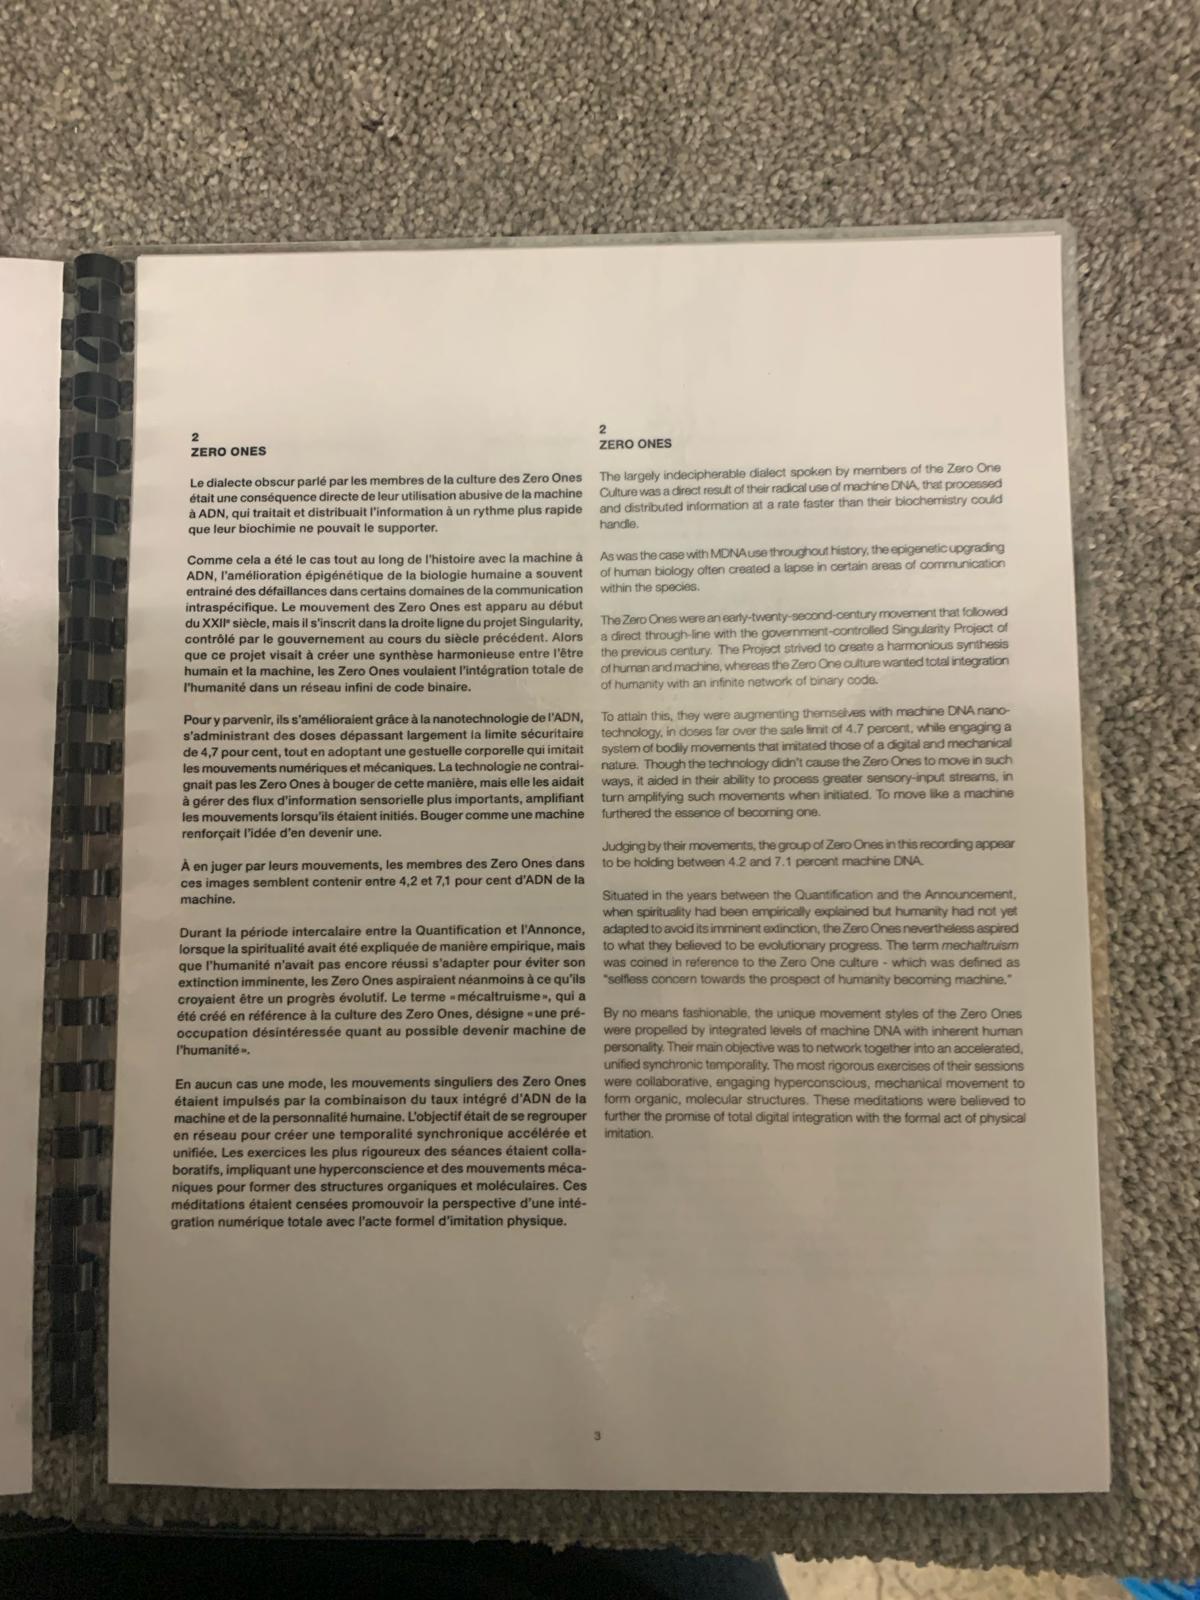 2
ZERO ONES
Le dialecte obscur parlé par les membres de la culture des Zero Ones
était une conséquence directe de leur utilisation abusive de la machine
à ADN, qui traitait et distribuait l'information à un rythme plus rapide
que leur biochimie ne pouvait le supporter.
Comme cela a été le cas tout au long de l'histoire avec la machine à
ADN, l'amélioration épigénétique de la biologie humaine a souvent
entrainé des défaillances dans certains domaines de la communication
intraspécifique. Le mouvement des Zero Ones est apparu au début
du XXIIᵉ siècle, mais il s'inscrit dans la droite ligne du projet Singularity,
contrôlé par le gouvernement au cours du siècle précédent. Alors
que ce projet visait à créer une synthèse harmonieuse entre l'être
humain et la machine, les Zero Ones voulaient l'intégration totale de
l'humanité dans un réseau infini de code binaire.
Pour y parvenir, ils s'amélioraient grâce à la nanotechnologie de l'ADN,
s'administrant des doses dépassant largement la limite sécuritaire
de 4,7 pour cent, tout en adoptant une gestuelle corporelle qui imitait
les mouvements numériques et mécaniques. La technologie ne contrai-
gnait pas les Zero Ones à bouger de cette manière, mais elle les aidait
à gérer des flux d'information sensorielle plus importants, amplifiant
les mouvements lorsqu'ils étaient initiés. Bouger comme une machine
renforçait l'idée d'en devenir une.
À en juger par leurs mouvements, les membres des Zero Ones dans
ces images semblent contenir entre 4,2 et 7,1 pour cent d'ADN de la
machine.
Durant la période intercalaire entre la Quantification et l'Annonce,
lorsque la spiritualité avait été expliquée de manière empirique, mais
que l'humanité n'avait pas encore réussi s'adapter pour éviter son
extinction imminente, les Zero Ones aspiraient néanmoins à ce qu'ils
croyaient être un progrès évolutif. Le terme «mécaltruisme», qui a
été créé en référence à la culture des Zero Ones, désigne «une pré-
occupation désintéressée quant au possible devenir machine de
l'humanité».
En aucun cas une mode, les mouvements singuliers des Zero Ones
étaient impulsés par la combinaison du taux intégré d'ADN de la
machine et de la personnalité humaine. L'objectif était de se regrouper
en réseau pour créer une temporalité synchronique accélérée et
unifiée. Les exercices les plus rigoureux des séances étaient colla-
boratifs, impliquant une hyperconscience et des mouvements méca-
niques pour former des structures organiques et moléculaires. Ces
méditations étaient censées promouvoir la perspective d'une inté-
gration numérique totale avec l'acte formel d'imitation physique.
2
ZERO ONES
The largely indecipherable dialect spoken by members of the Zero One
Culture was a direct result of their radical use of machine DNA, that processed
and distributed information at a rate faster than their biochemistry could
handle.
As was the case with MDNA use throughout history, the epigenetic upgrading
of human biology often created a lapse in certain areas of communication
within the species.
The Zero Ones were an early-twenty-second-century movement that followed
a direct through-line with the government-controlled Singularity Project of
the previous century. The Project strived to create a harmonious synthesis
of human and machine, whereas the Zero One culture wanted total integration
of humanity with an infinite network of binary code.
To attain this, they were augmenting themselves with machine DNA nano-
technology, in doses far over the safe limit of 4.7 percent, while engaging a
system of bodily movements that imitated those of a digital and mechanical
nature. Though the technology didn't cause the Zero Ones to move in such
ways, it aided in their ability to process greater sensory-input streams, in
turn amplifying such movements when initiated. To move like a machine
furthered the essence of becoming one.
Judging by their movements, the group of Zero Ones in this recording appear
to be holding between 4.2 and 7.1 percent machine DNA.
Situated in the years between the Quantification and the Announcement,
when spirituality had been empirically explained but humanity had not yet
adapted to avoid its imminent extinction, the Zero Ones nevertheless aspired
to what they believed to be evolutionary progress. The term mechaltruism
was coined in reference to the Zero One culture - which was defined as
"selfless concern towards the prospect of humanity becoming machine."
By no means fashionable, the unique movement styles of the Zero Ones
were propelled by integrated levels of machine DNA with inherent human
personality. Their main objective was to network together into an accelerated,
unified synchronic temporality. The most rigorous exercises of their sessions
were collaborative, engaging hyperconscious, mechanical movement to
form organic, molecular structures. These meditations were believed to
further the promise of total digital integration with the formal act of physical
imitation.
3